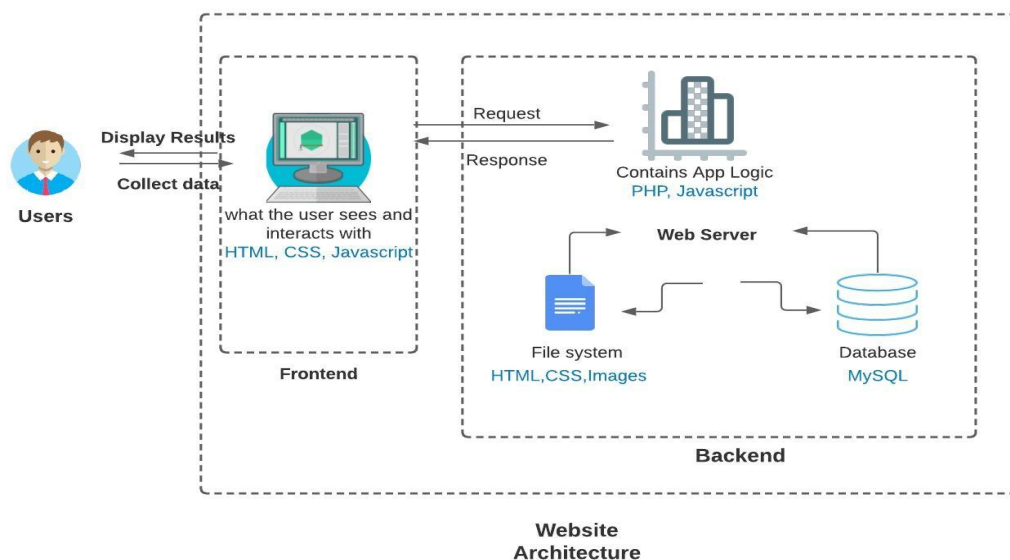 Display Results
Collect data
Users
what the user sees and
interacts with
HTML, CSS, Javascript
Frontend
Request
Response
Contains App Logic
PHP, Javascript
Web Server
File system
HTML,CSS,Images
Database
MySQL
Backend
Website
Architecture